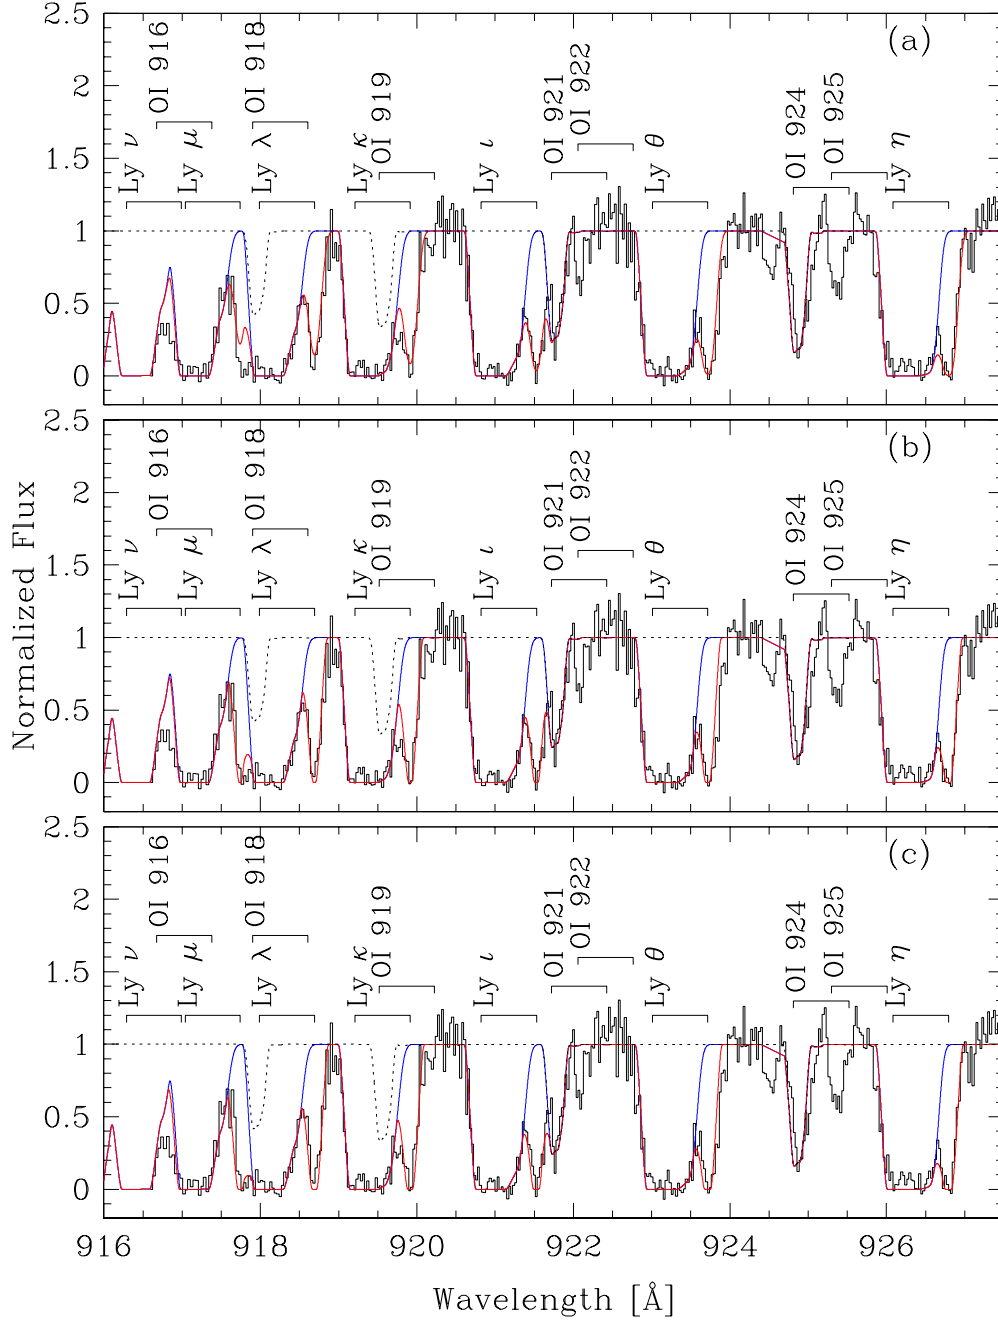 2.5
2
1.5
1
0.5
0
(a)
Ly ν
OI 916
Ly μ
OI 918
Ly λ
Ly κ
OI 919
Ly ι
OI 921
OI 922
Ly θ
OI 924
OI 925
Ly η
2.5
2
1.5
1
0.5
0
(b)
Ly ν
OI 916
Ly μ
OI 918
Ly λ
Ly κ
OI 919
Ly ι
OI 921
OI 922
Ly θ
OI 924
OI 925
Ly η
Normalized Flux
2.5
2
1.5
1
0.5
0
(c)
Ly ν
OI 916
Ly μ
OI 918
Ly λ
Ly κ
OI 919
Ly ι
OI 921
OI 922
Ly θ
OI 924
OI 925
Ly η
916 918 920 922 924 926
Wavelength [Å]